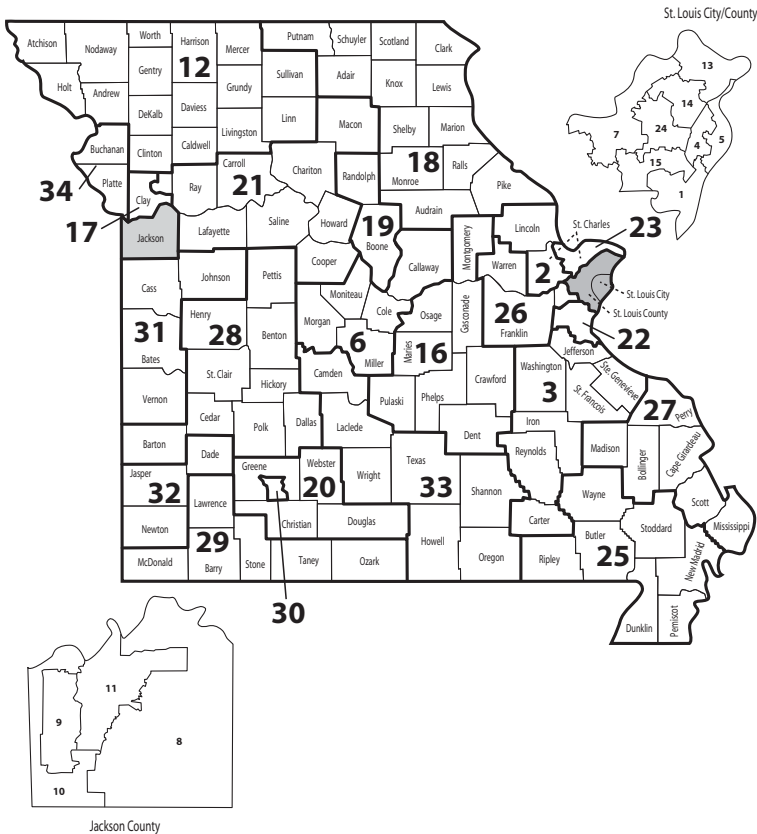 St. Louis City/County
13
14
7
24
5
4
15
1
Atchison
Nodaway
Worth
Harrison
Mercer
Putnam
Schuyler
Scotland
Clark
Gentry
12
Sullivan
Adair
Knox
Lewis
Holt
Andrew
Grundy
DeKalb
Daviess
Linn
Macon
Shelby
Marion
Buchanan
Clinton
Caldwell
Livingston
Carroll
Chariton
Randolph
18
Monroe
Ralls
Pike
34
Platte
Clay
Ray
21
17
Audrain
Jackson
Lafayette
Saline
Howard
19
Boone
Montgomery
Lincoln
St. Charles
23
Cooper
Callaway
Warren
2
Cass
Johnson
Pettis
Moniteau
Cole
Osage
Gasconade
26
Franklin
St. Louis City
St. Louis County
22
31
Henry
28
Benton
Morgan
6
Miller
Maries
16
Jefferson
Bates
St. Clair
Hickory
Camden
Pulaski
Phelps
Crawford
Washington
3
St. Francois
Ste. Genevieve
27
Perry
Vernon
Cedar
Polk
Dallas
Laclede
Dent
Iron
Reynolds
Madison
Bollinger
Cape Girardeau
Barton
Dade
Greene
Webster
Wright
Texas
33
Shannon
Jasper
32
Lawrence
20
Wayne
Scott
Mississippi
Newton
29
Christian
Douglas
Howell
Carter
Butler
25
Stoddard
New Madrid
McDonald
Barry
Stone
Taney
Ozark
Oregon
Ripley
30
Dunklin
Pemiscot
11
9
8
10
Jackson County